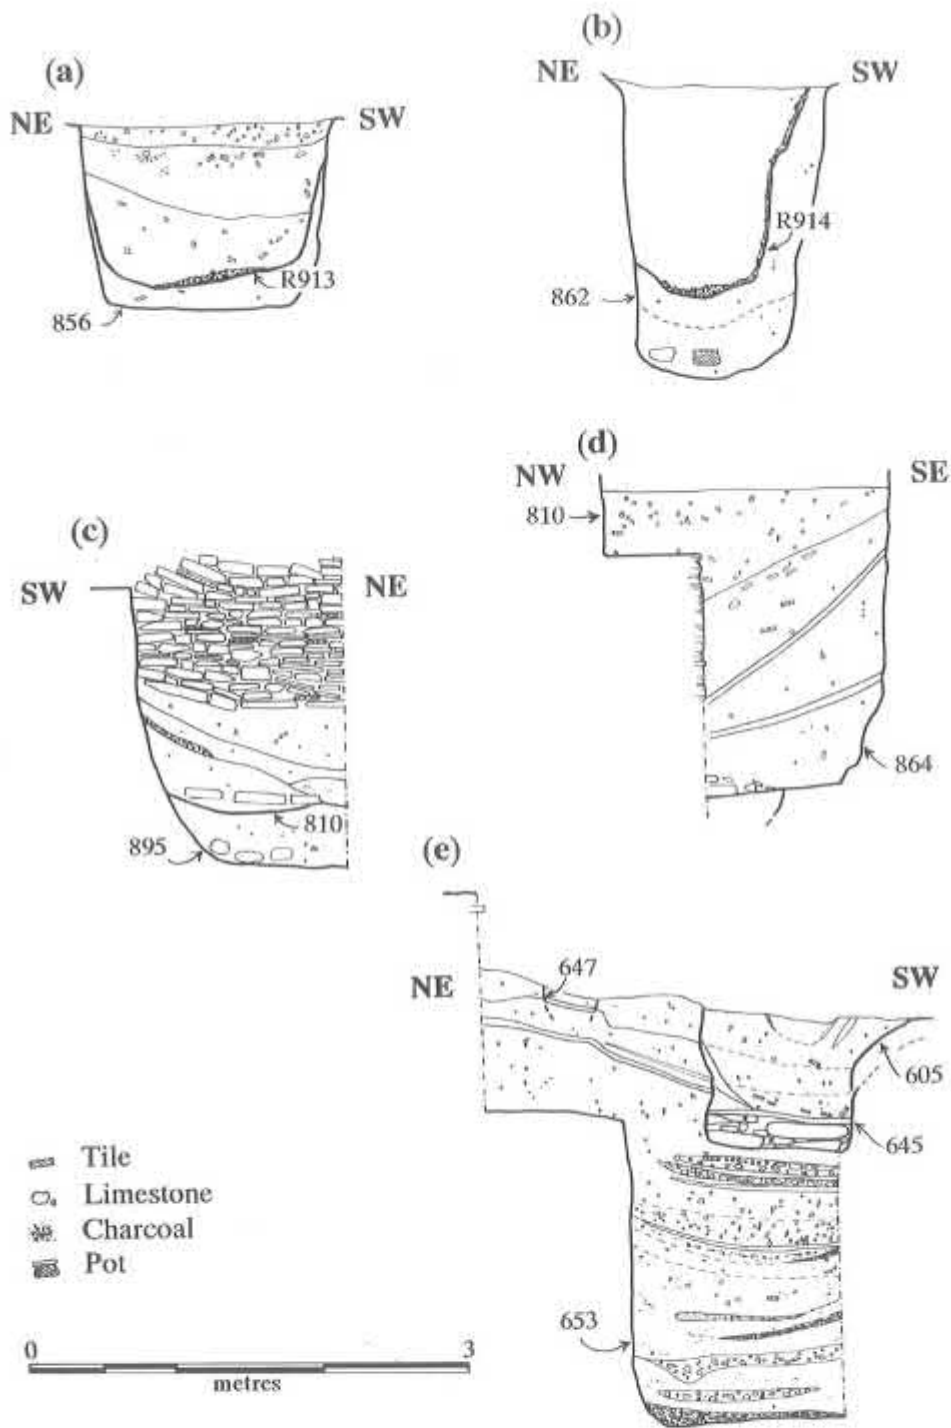 (a)
NE SW
R913
856
(b)
NE SW
R914
862
(c)
SW NE
810
895
(d)
NW SE
810
864
(e)
NE SW
647
605
645
653
Tile
Limestone
Charcoal
Pot
0 3
metres